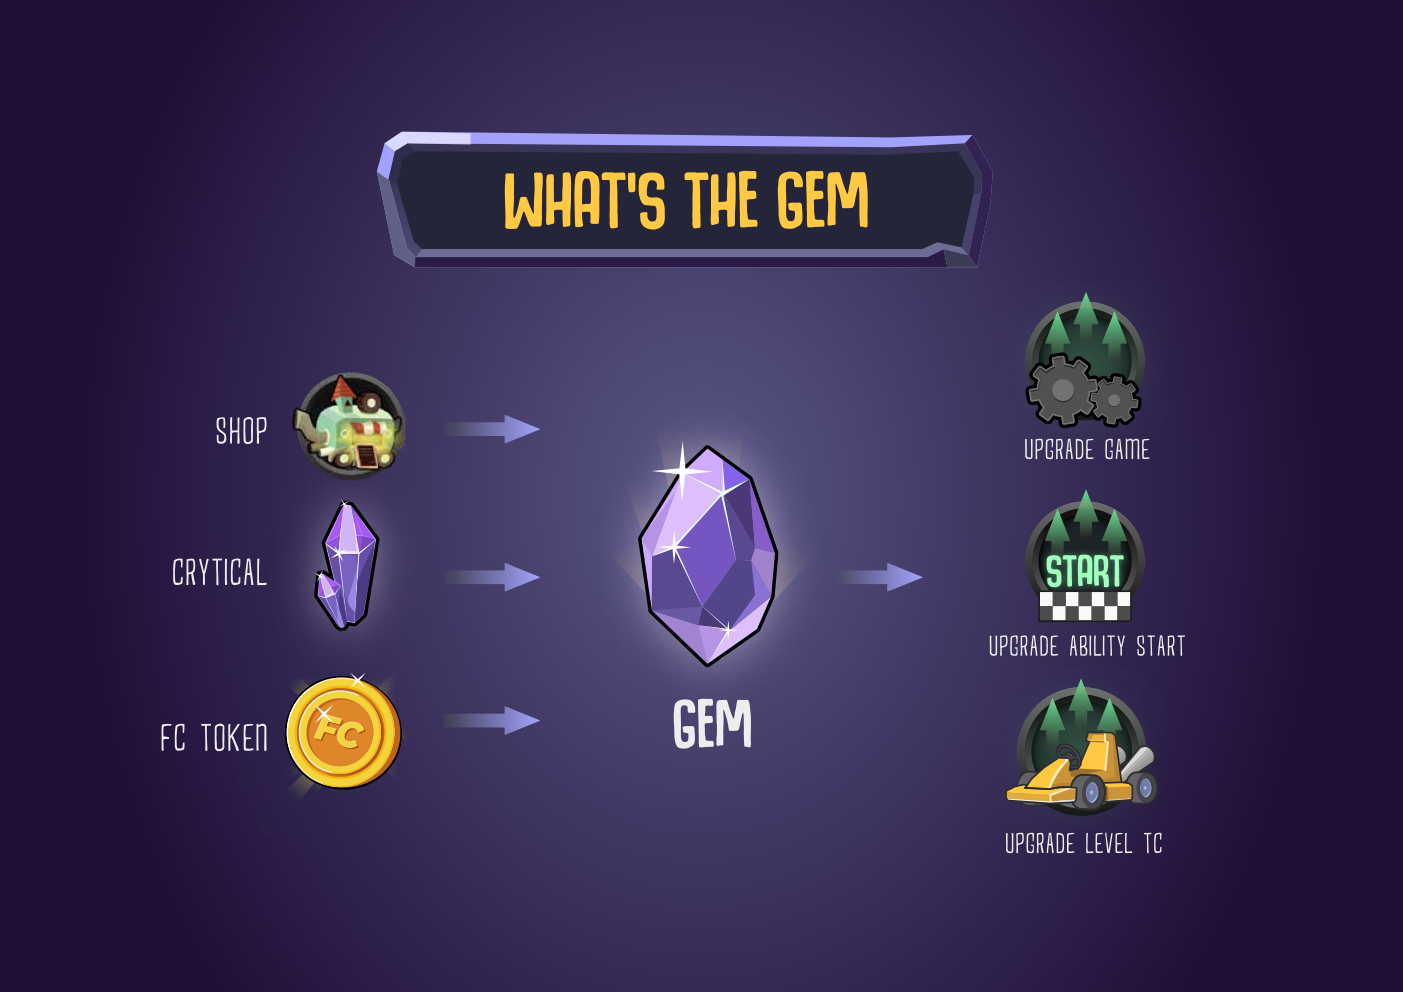 WHAT'S THE GEM
SHOP
CRYTICAL
FC TOKEN
FC
GEM
UPGRADE GAME
START
UPGRADE ABILITY START
UPGRADE LEVEL TC